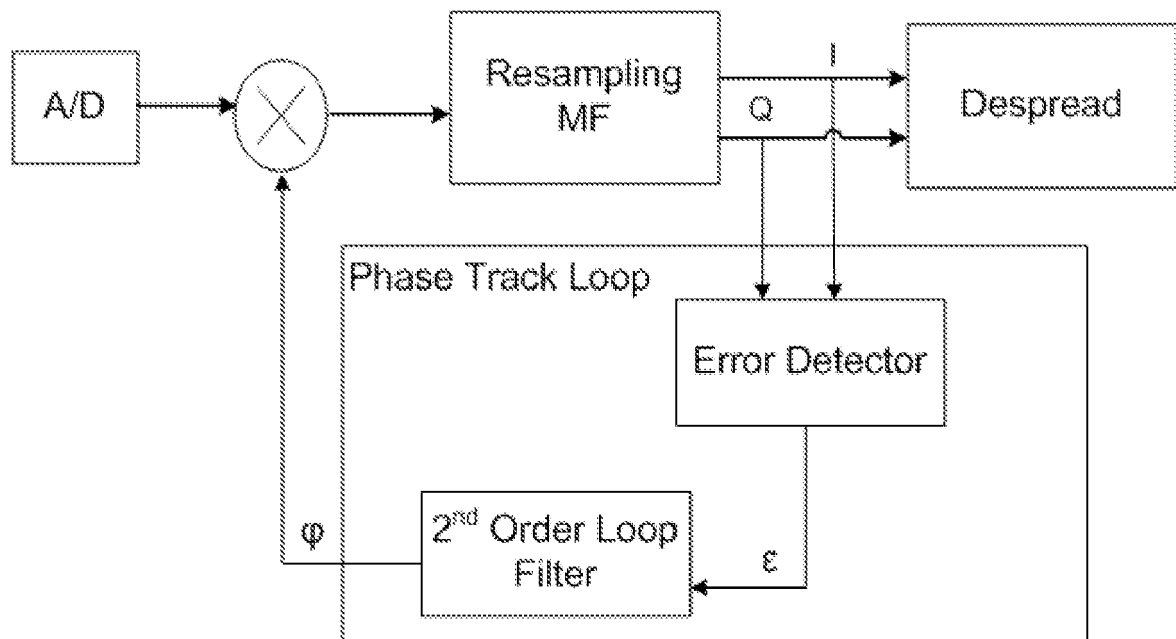 A/D
Resampling
MF
I
Q
Despread
Phase Track Loop
Error Detector
2nd Order Loop
Filter
φ
ε